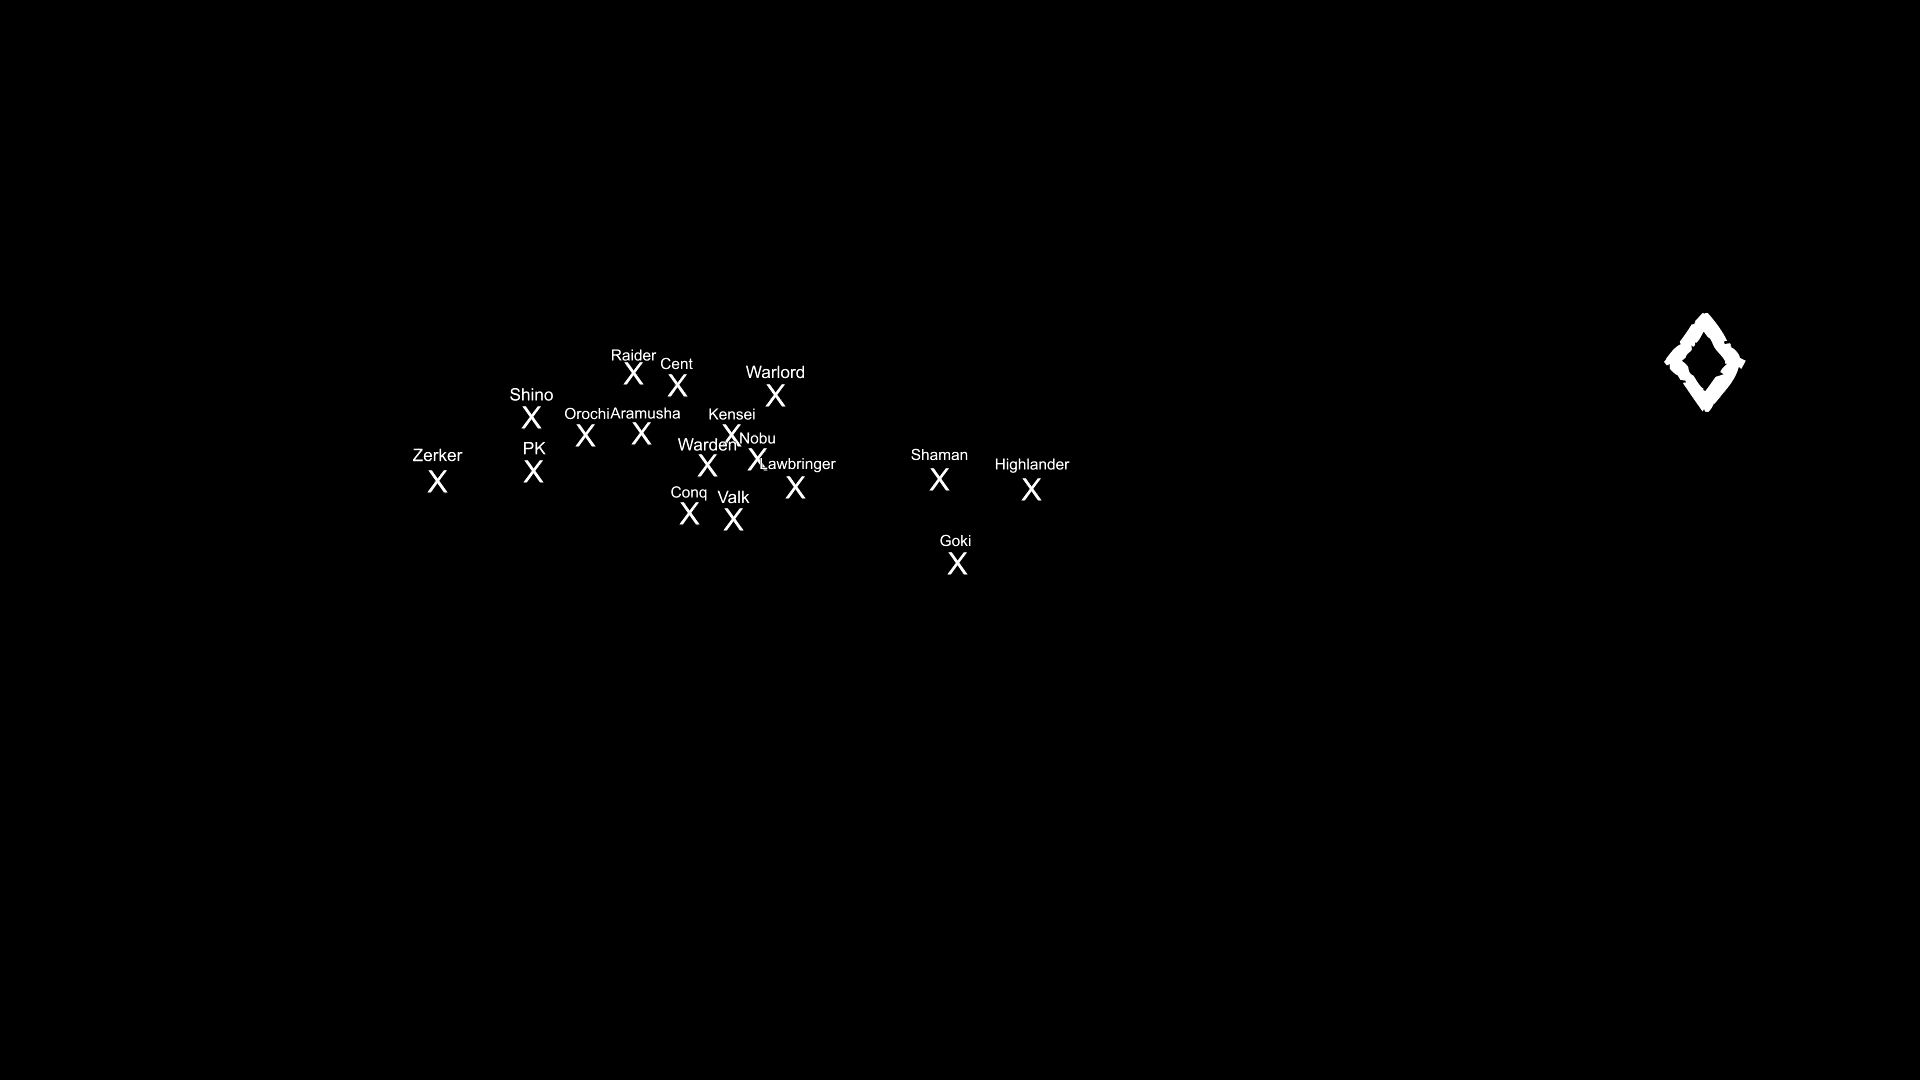 Raider
Cent
Warlord
Shino
Orochi
Aramusha
Kensei
X
X
X
X
X
X
X
Nobu
Warden
PK
Zerker
X
X
X
X
X
Lawbringer
Shaman
Highlander
X
X
X
Conq
Valk
X
X
Goki
X